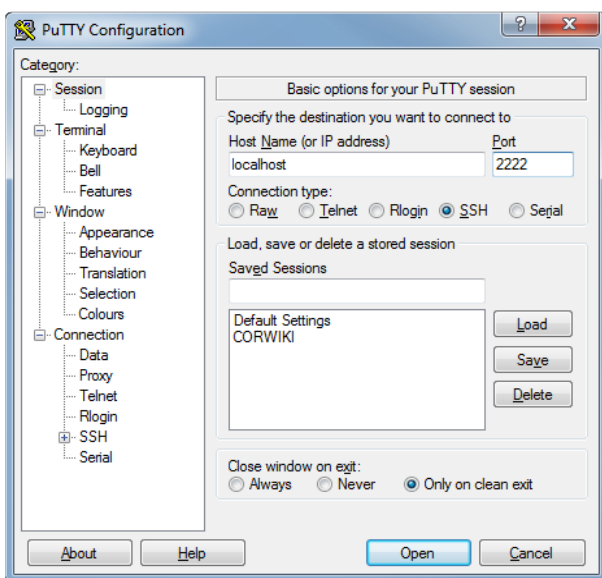 PuTTY Configuration
Category:
Session
Logging
Terminal
Keyboard
Bell
Features
Window
Appearance
Behaviour
Translation
Selection
Colours
Connection
Data
Proxy
Telnet
Rlogin
SSH
Serial
Basic options for your PuTTY session
Specify the destination you want to connect to
Host Name (or IP address) Port
localhost 2222
Connection type:
Raw Telnet Rlogin SSH Serial
Load, save or delete a stored session
Saved Sessions
Default Settings
CORWIKI
Load
Save
Delete
Close window on exit:
Always Never Only on clean exit
About Help Open Cancel